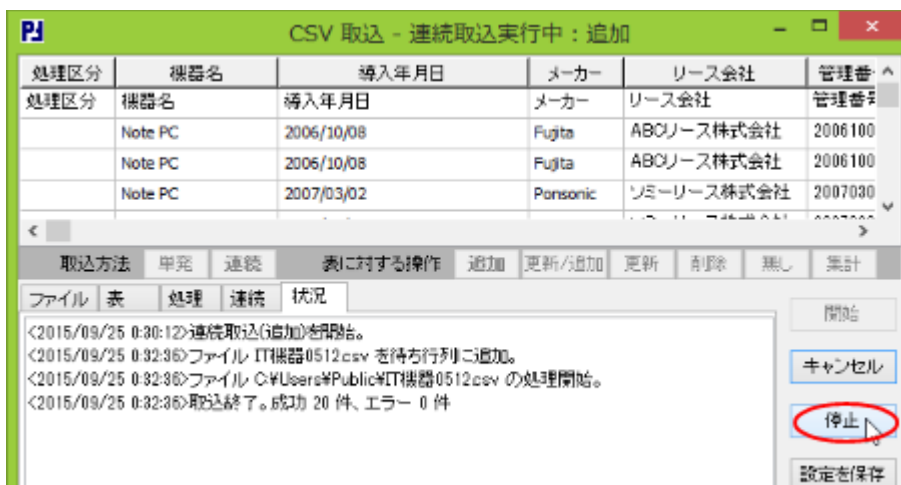 CSV 取込 - 連続取込実行中：追加
処理区分 機器名 導入年月日 メーカー リース会社 管理番
処理区分 機器名 導入年月日 メーカー リース会社 管理番号
Note PC 2006/10/08 Fujita ABCリース株式会社 2006100
Note PC 2006/10/08 Fujita ABCリース株式会社 2006100
Note PC 2007/03/02 Ponsonic ソミーリース株式会社 2007030
取込方法 単発 連続 表に対する操作 追加 更新/追加 更新 削除 無し 集計
ファイル 表 処理 連続 状況
開始
<2015/09/25 0:30:12>連続取込(追加)を開始。
<2015/09/25 0:32:36>ファイル IT機器0512.csv を待ち行列に追加。
<2015/09/25 0:32:36>ファイル C:¥Users¥Public¥IT機器0512.csv の処理開始。
<2015/09/25 0:32:36>取込終了。成功 20 件、エラー 0 件
キャンセル
停止
設定を保存